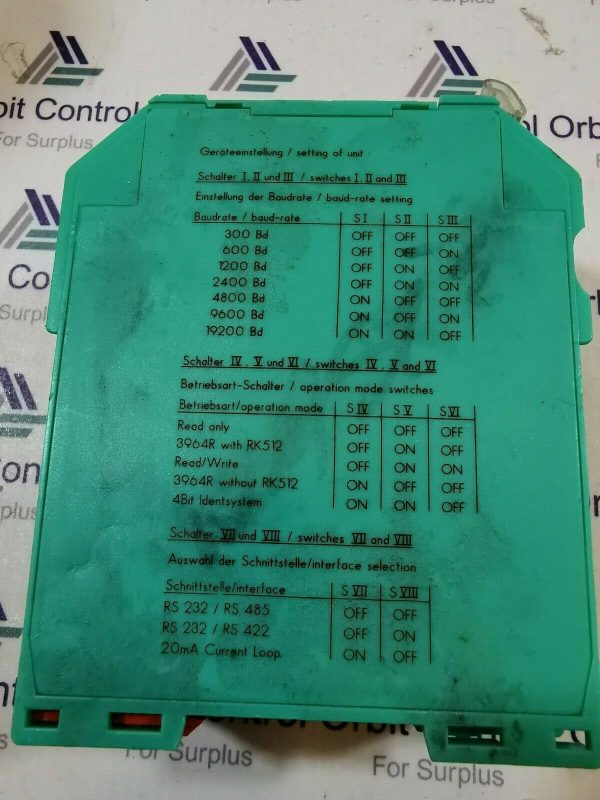 For Surplus
bit Control
Orbi
For Surplus
Geräteeinstellung / setting of unit :
Schalter I, II und III / switches I, II and III
Einstellung der Baudrate / baud-rate setting
Baudrate / baud-rate S I S II S III
300 Bd OFF OFF OFF
600 Bd OFF OFF ON
1200 Bd OFF ON OFF
2400 Bd OFF ON ON
4800 Bd ON OFF OFF
9600 Bd ON OFF ON
19200 Bd ON ON OFF
Schalter IV, V und VI / switches IV, V and VI
Betriebsart-Schalter / operation mode switches
Betriebsart/operation mode S IV S V S VI
Read only OFF OFF OFF
3964R with RK512 OFF ON OFF
Read/Write OFF ON ON
3964R without RK512 ON OFF OFF
4Bit Identsystem ON ON OFF
Schalter VII und VIII / switches VII and VIII
Auswahl der Schnittstelle/interface selection
Schnittstelle/interface S VII S VIII
RS 232 / RS 485 OFF OFF
RS 232 / RS 422 OFF ON
20mA Current Loop ON OFF
Control Orbit
For Surplus
For Surplus